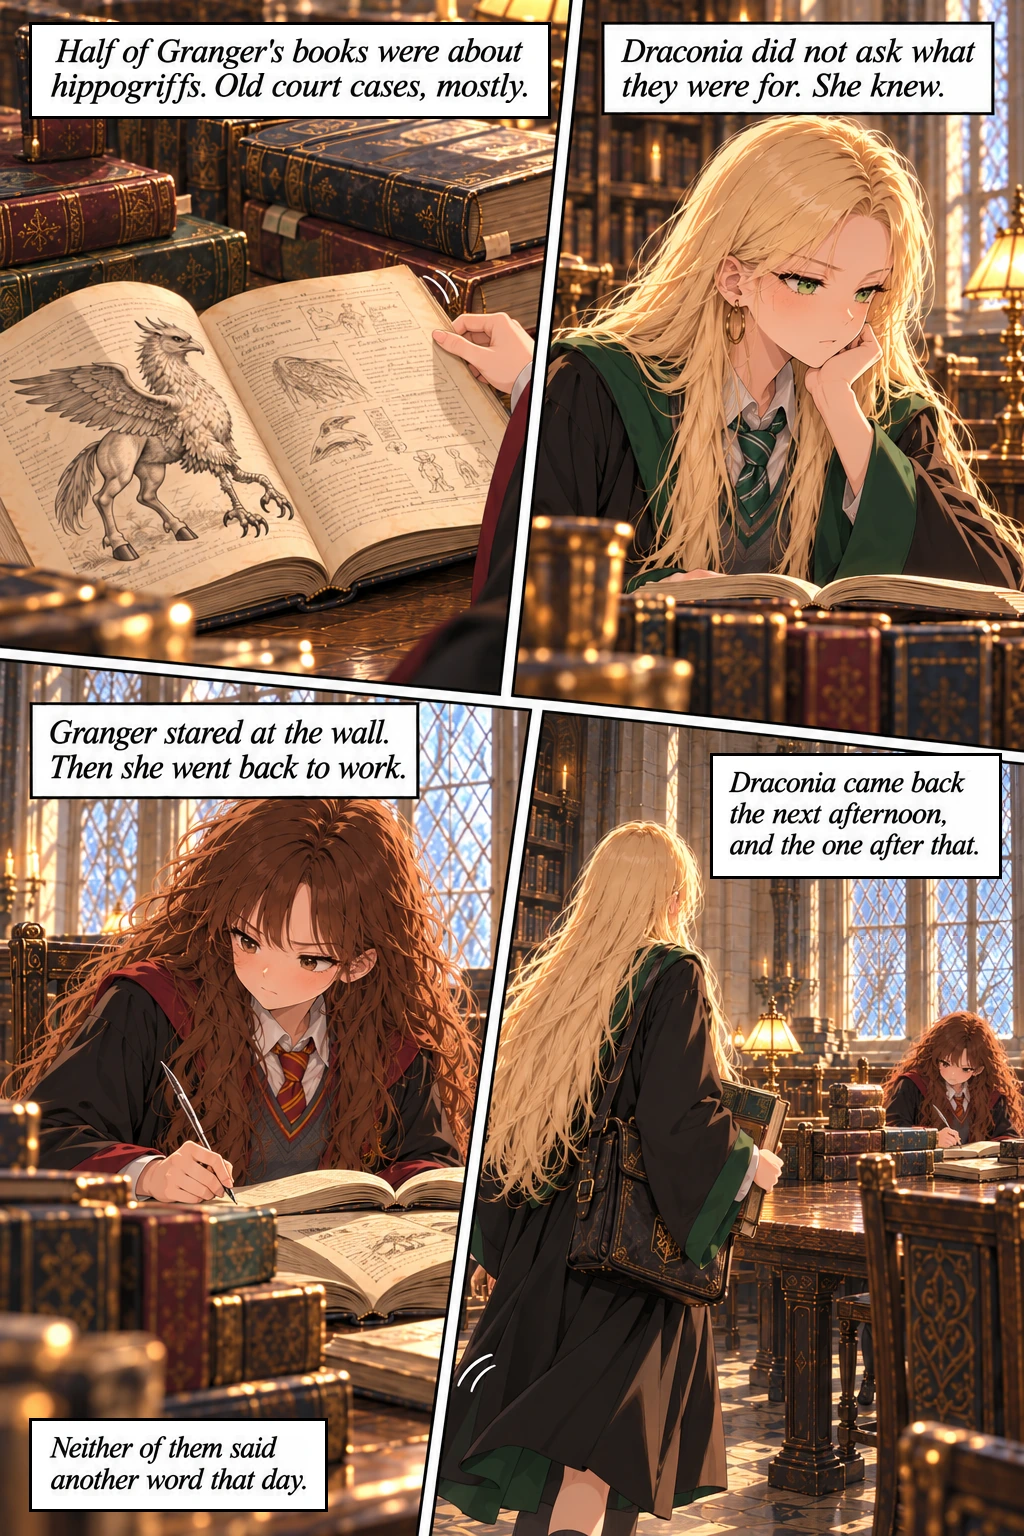 Half of Granger's books were about
hippogriffs. Old court cases, mostly.
Draconia did not ask what
they were for. She knew.
Granger stared at the wall.
Then she went back to work.
Draconia came back
the next afternoon,
and the one after that.
Neither of them said
another word that day.